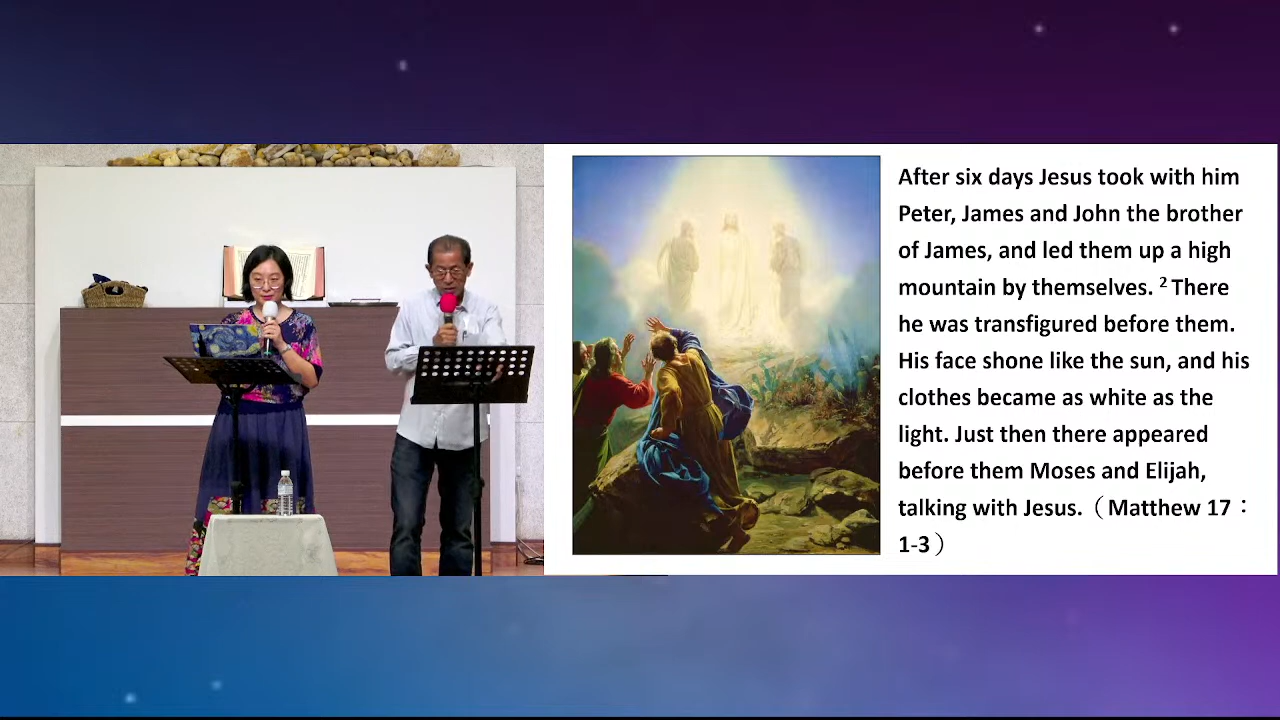 After six days Jesus took with him
Peter, James and John the brother
of James, and led them up a high
mountain by themselves. ² There
he was transfigured before them.
His face shone like the sun, and his
clothes became as white as the
light. Just then there appeared
before them Moses and Elijah,
talking with Jesus.（Matthew 17：
1-3）